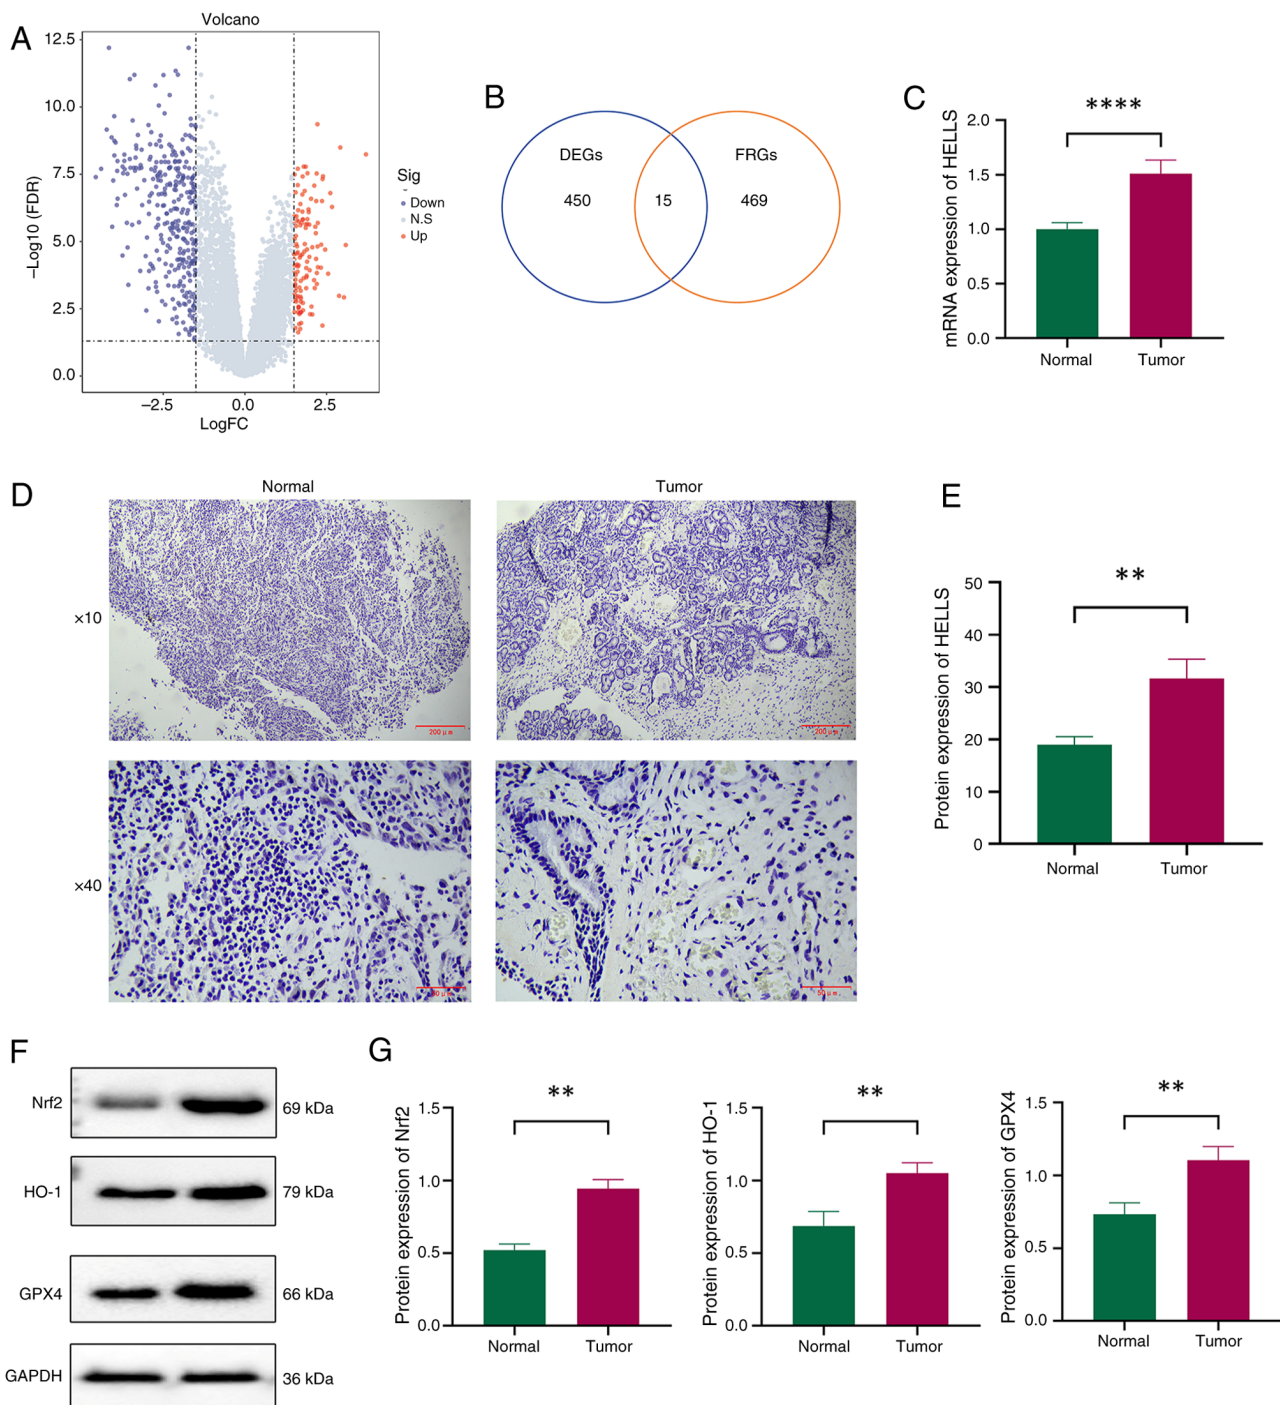 A
Volcano
12.5
10.0
7.5
5.0
2.5
0.0
−Log10 (FDR)
−2.5
0.0
2.5
LogFC
Sig
-
Down
N.S
Up
B
DEGs
FRGs
450
15
469
C
****
mRNA expression of HELLS
2.0
1.5
1.0
0.5
0.0
Normal
Tumor
D
Normal
Tumor
×10
200 μm
200 μm
×40
50 μm
E
**
Protein expression of HELLS
50
40
30
20
10
0
Normal
Tumor
F
Nrf2
69 kDa
HO-1
79 kDa
GPX4
66 kDa
GAPDH
36 kDa
G
**
Protein expression of Nrf2
1.5
1.0
0.5
0.0
Normal
Tumor
**
Protein expression of HO-1
1.5
1.0
0.5
0.0
Normal
Tumor
**
Protein expression of GPX4
1.5
1.0
0.5
0.0
Normal
Tumor